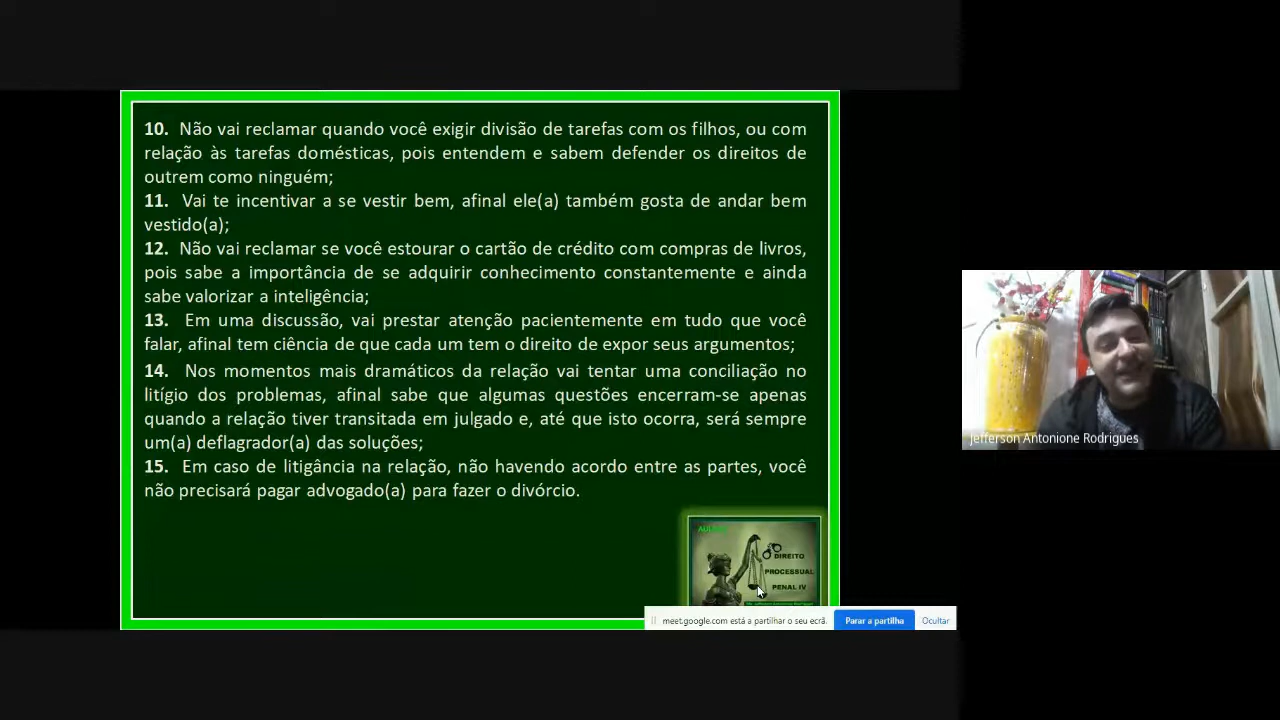 10. Não vai reclamar quando você exigir divisão de tarefas com os filhos, ou com
relação às tarefas domésticas, pois entendem e sabem defender os direitos de
outrem como ninguém;
11. Vai te incentivar a se vestir bem, afinal ele(a) também gosta de andar bem
vestido(a);
12. Não vai reclamar se você estourar o cartão de crédito com compras de livros,
pois sabe a importância de se adquirir conhecimento constantemente e ainda
sabe valorizar a inteligência;
13. Em uma discussão, vai prestar atenção pacientemente em tudo que você
falar, afinal tem ciência de que cada um tem o direito de expor seus argumentos;
14. Nos momentos mais dramáticos da relação vai tentar uma conciliação no
litígio dos problemas, afinal sabe que algumas questões encerram-se apenas
quando a relação tiver transitada em julgado e, até que isto ocorra, será sempre
um(a) deflagrador(a) das soluções;
15. Em caso de litigância na relação, não havendo acordo entre as partes, você
não precisará pagar advogado(a) para fazer o divórcio.
DIREITO
PROCESSUAL
PENAL IV
meet.google.com está a partilhar o seu ecrã.
Parar a partilha
Ocultar
Jefferson Antonione Rodrigues